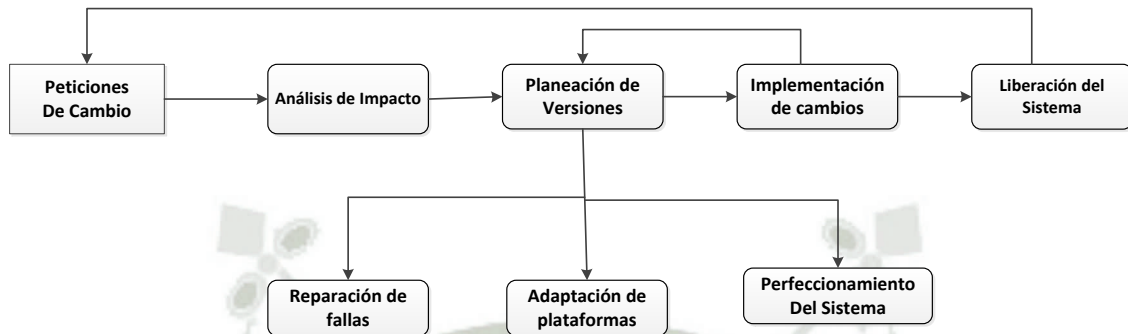 Peticiones
De Cambio
Análisis de Impacto
Planeación de
Versiones
Implementación
de cambios
Liberación del
Sistema
Reparación de
fallas
Adaptación de
plataformas
Perfeccionamiento
Del Sistema